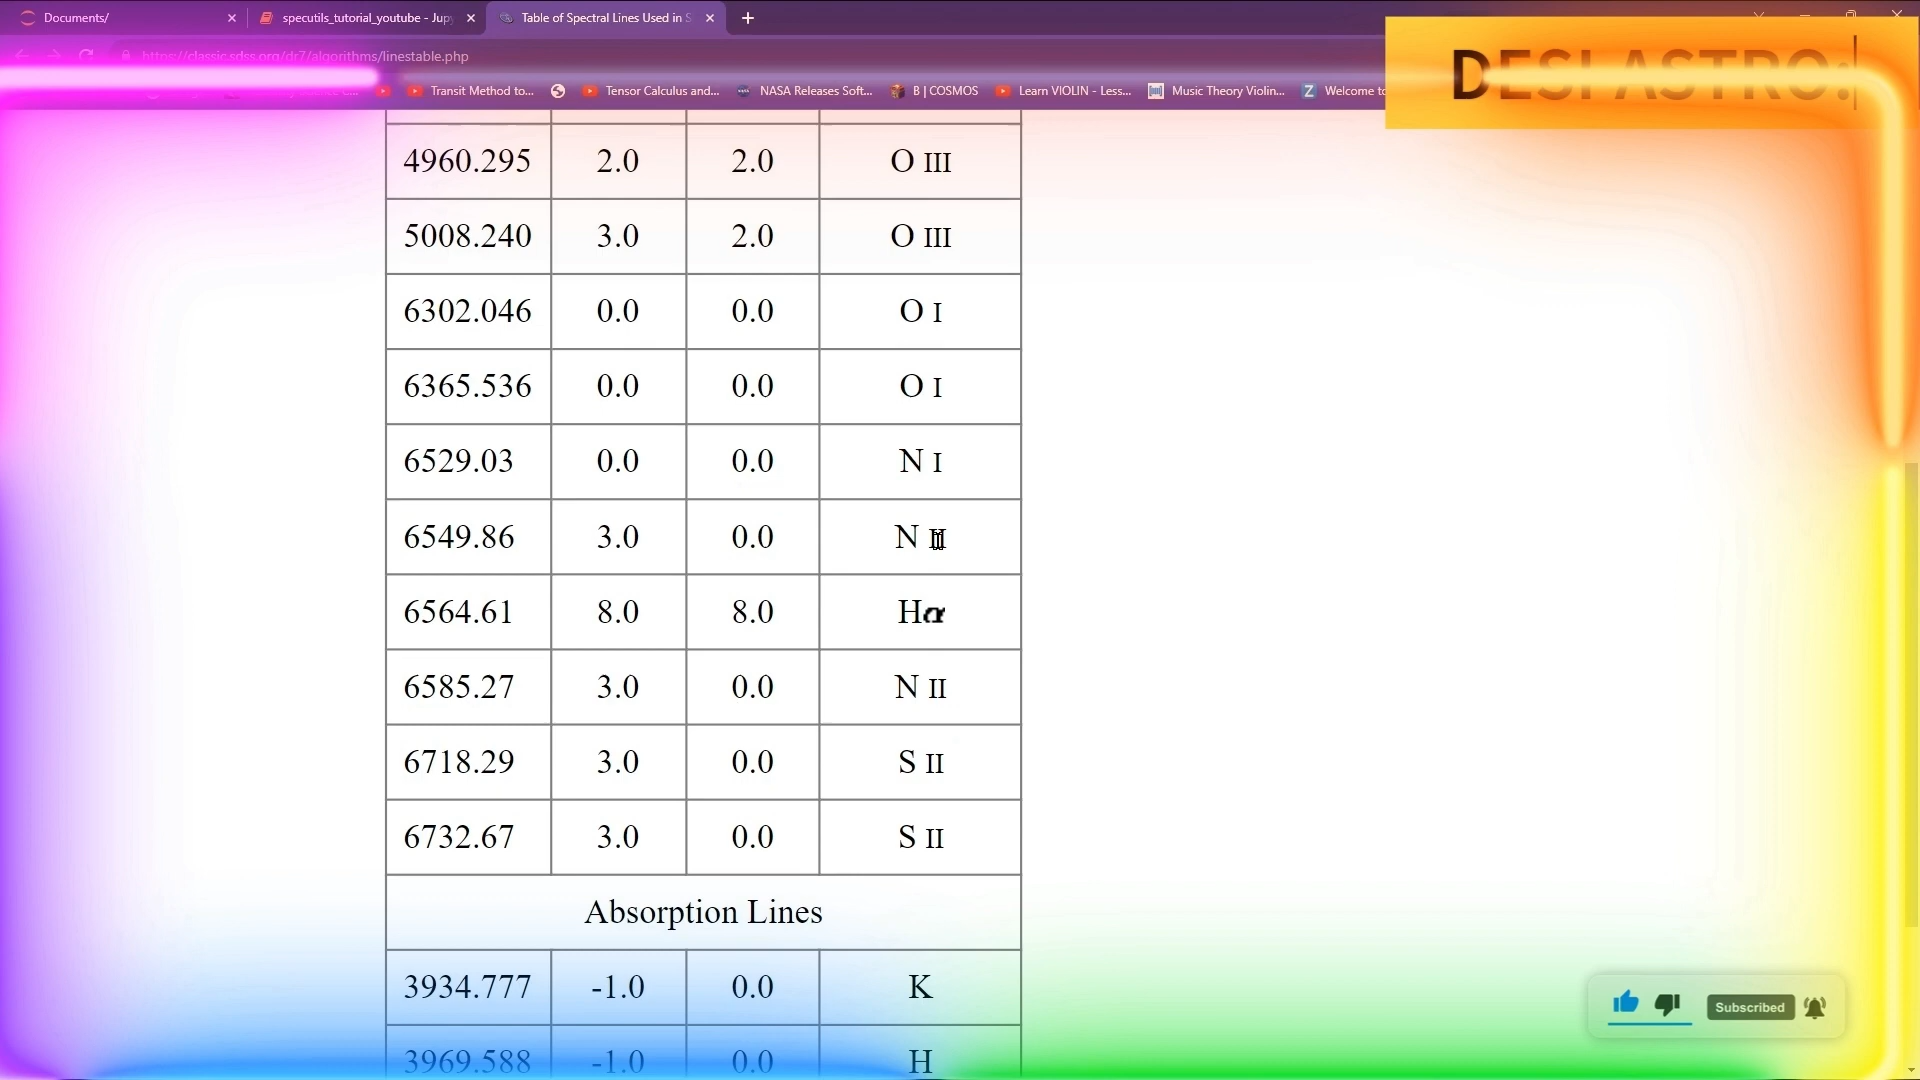 Documents/
specutils_tutorial_youtube - Jup
Table of Spectral Lines Used in S
https://classic.sdss.org/dr7/algorithms/linestable.php
DESI ASTRO:
Transit Method to...
Tensor Calculus and...
NASA Releases Soft...
B | COSMOS
Learn VIOLIN - Less...
Music Theory Violin...
Welcome to
4960.295 2.0 2.0 O III
5008.240 3.0 2.0 O III
6302.046 0.0 0.0 O I
6365.536 0.0 0.0 O I
6529.03 0.0 0.0 N I
6549.86 3.0 0.0 N II
6564.61 8.0 8.0 Hα
6585.27 3.0 0.0 N II
6718.29 3.0 0.0 S II
6732.67 3.0 0.0 S II
Absorption Lines
3934.777 -1.0 0.0 K
3969.588 -1.0 0.0 H
Subscribed